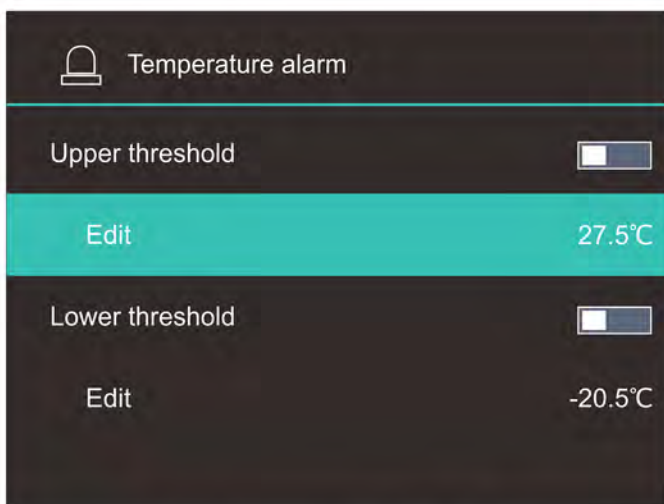 Temperature alarm
Upper threshold
Edit 27.5℃
Lower threshold
Edit -20.5℃